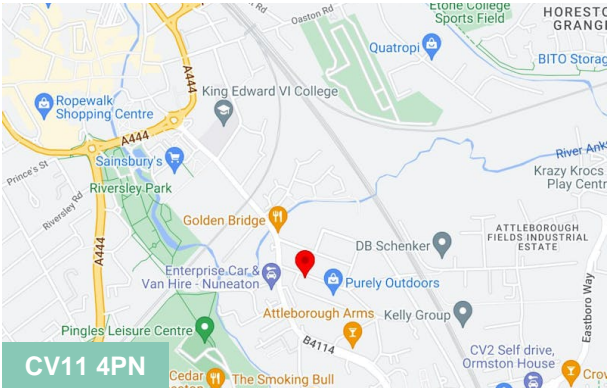 Oaston Rd
Etone College
Sports Field
HOREST
GRANG
Quatropi
BITO Storag
A444
King Edward VI College
Ropewalk
Shopping Centre
A444
Sainsbury's
Prince's St
Riversley Park
River Ank
Krazy Krocs
Play Centr
Riversley Rd
Golden Bridge
ATTLEBOROUGH
FIELDS INDUSTRIAL
ESTATE
DB Schenker
A444
Enterprise Car &
Van Hire - Nuneaton
Purely Outdoors
Eastboro Way
Attleborough Arms
Kelly Group
Pingles Leisure Centre
B4114
CV2 Self drive,
Ormston House
CV11 4PN
Cedar
The Smoking Bull
Crow